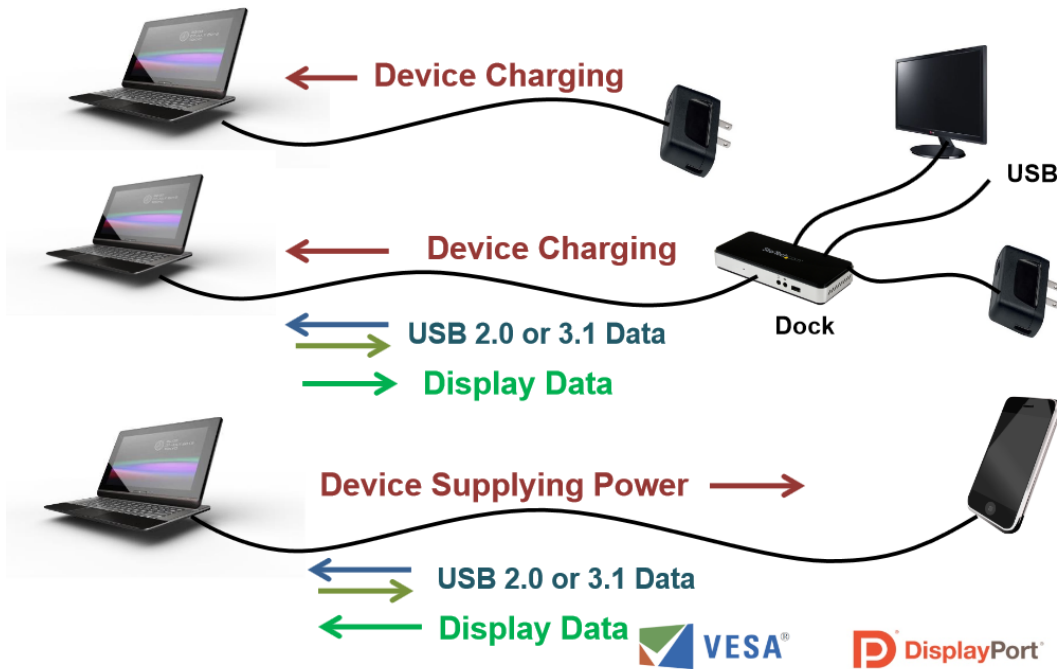 Device Charging
USB
Device Charging
StarTech
Dock
USB 2.0 or 3.1 Data
Display Data
Device Supplying Power
USB 2.0 or 3.1 Data
Display Data
VESA®
DisplayPort